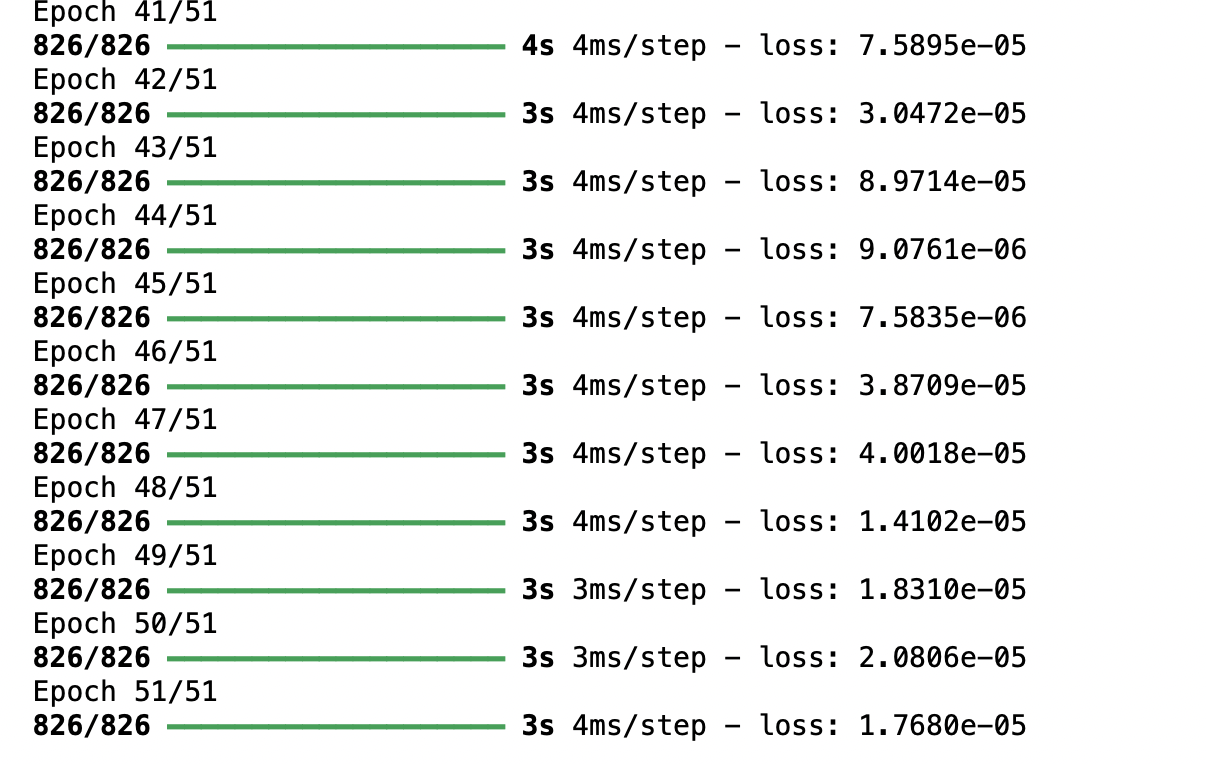 Epoch 41/51
826/826 ━━━━━━━━━━━━━━━━━━━━ 4s 4ms/step - loss: 7.5895e-05
Epoch 42/51
826/826 ━━━━━━━━━━━━━━━━━━━━ 3s 4ms/step - loss: 3.0472e-05
Epoch 43/51
826/826 ━━━━━━━━━━━━━━━━━━━━ 3s 4ms/step - loss: 8.9714e-05
Epoch 44/51
826/826 ━━━━━━━━━━━━━━━━━━━━ 3s 4ms/step - loss: 9.0761e-06
Epoch 45/51
826/826 ━━━━━━━━━━━━━━━━━━━━ 3s 4ms/step - loss: 7.5835e-06
Epoch 46/51
826/826 ━━━━━━━━━━━━━━━━━━━━ 3s 4ms/step - loss: 3.8709e-05
Epoch 47/51
826/826 ━━━━━━━━━━━━━━━━━━━━ 3s 4ms/step - loss: 4.0018e-05
Epoch 48/51
826/826 ━━━━━━━━━━━━━━━━━━━━ 3s 4ms/step - loss: 1.4102e-05
Epoch 49/51
826/826 ━━━━━━━━━━━━━━━━━━━━ 3s 3ms/step - loss: 1.8310e-05
Epoch 50/51
826/826 ━━━━━━━━━━━━━━━━━━━━ 3s 3ms/step - loss: 2.0806e-05
Epoch 51/51
826/826 ━━━━━━━━━━━━━━━━━━━━ 3s 4ms/step - loss: 1.7680e-05